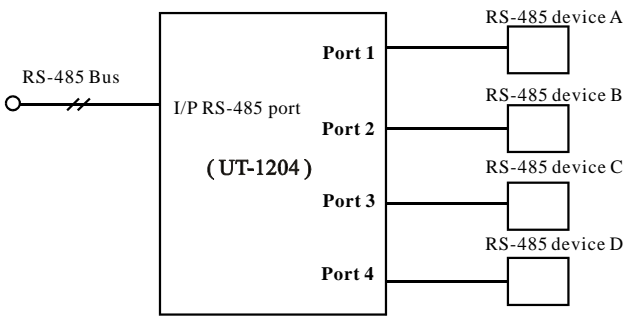 RS-485 device A
Port 1
RS-485 Bus
I/P RS-485 port
RS-485 device B
Port 2
(UT-1204)
RS-485 device C
Port 3
RS-485 device D
Port 4